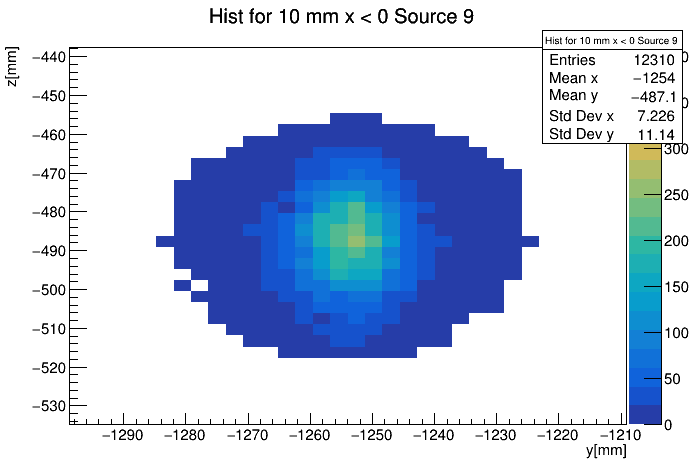 Hist for 10 mm x < 0 Source 9
z[mm]
−440
−450
−460
−470
−480
−490
−500
−510
−520
−530
Hist for 10 mm x < 0 Source 9
Entries 12310
Mean x −1254
Mean y −487.1
Std Dev x 7.226
Std Dev y 11.14
300
250
200
150
100
50
0
−1290 −1280 −1270 −1260 −1250 −1240 −1230 −1220 −1210
y[mm]